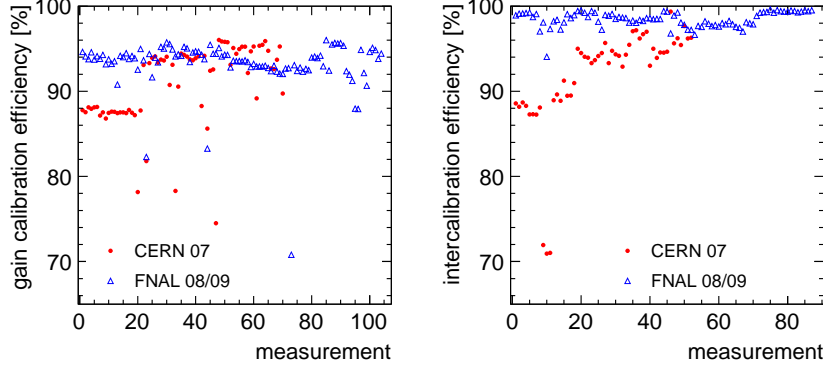 gain calibration efficiency [%]
100
90
80
70
CERN 07
FNAL 08/09
0 20 40 60 80 100
measurement
intercalibration efficiency [%]
100
90
80
70
CERN 07
FNAL 08/09
0 20 40 60 80
measurement